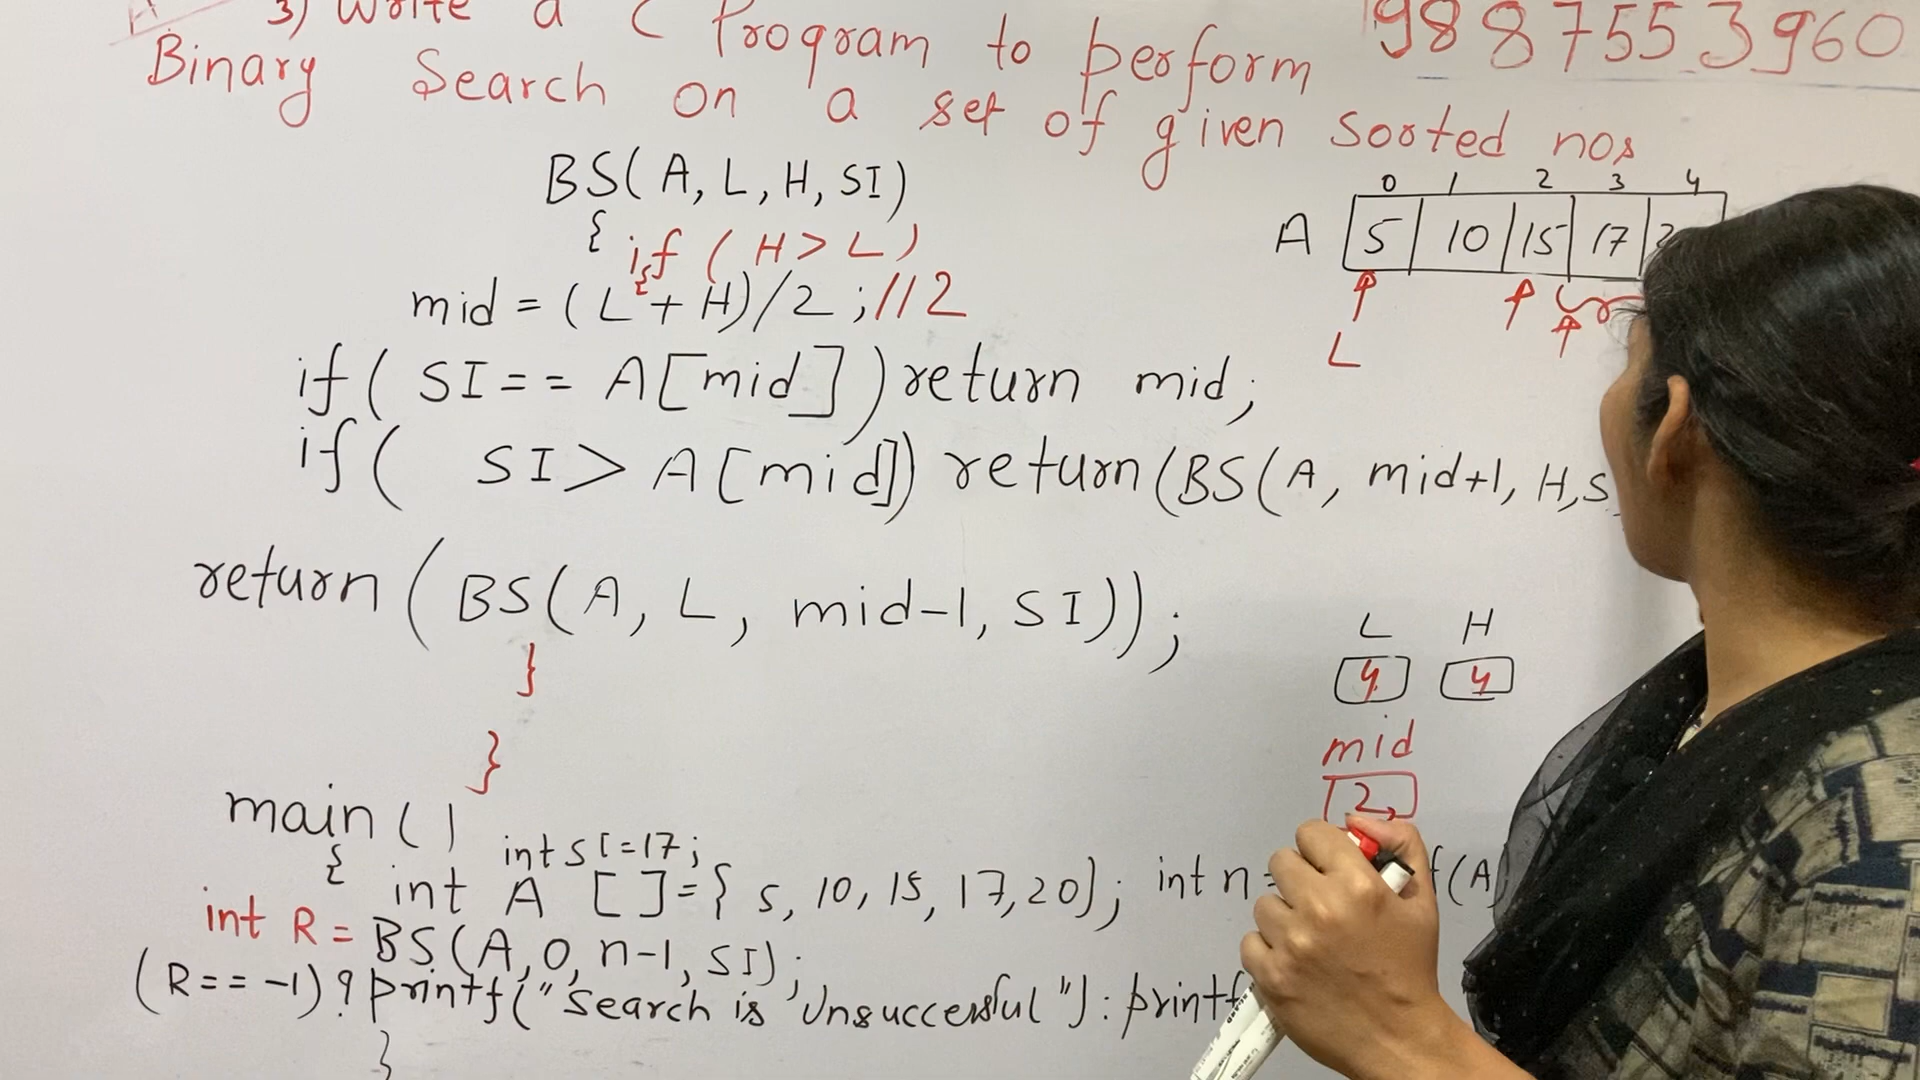 3) Write a C Program to perform
9887553960
Binary Search on a set of given sorted nos
BS(A, L, H, SI)
{ if ( H > L )
{
mid = ( L + H)/2 ; //2
if( SI== A[mid] ) return mid;
if( SI > A[mid]) return (BS(A, mid+1, H, S
return ( BS(A, L, mid-1, SI));
}
}
0 1 2 3 4
A 5 10 15 17
L
L H
4 4
mid
2
main ( )
{ int SI=17;
int A [ ]={ 5, 10, 15, 17, 20}; int n= f(A)
int R = BS(A, 0, n-1, SI);
(R== -1) ? printf("Search is Unsuccessful"): printf
}